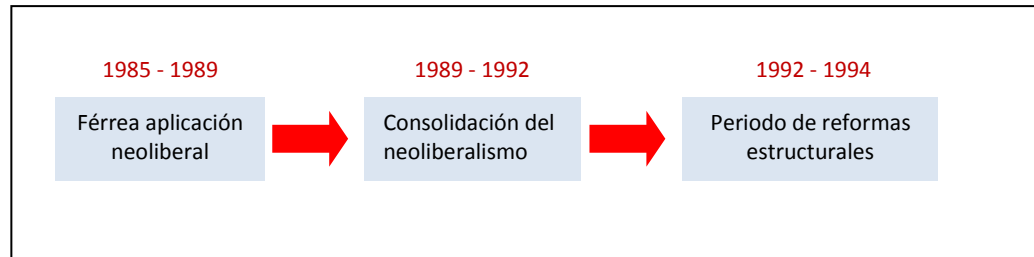 1985 - 1989
1989 - 1992
1992 - 1994
Férrea aplicación
neoliberal
Consolidación del
neoliberalismo
Periodo de reformas
estructurales